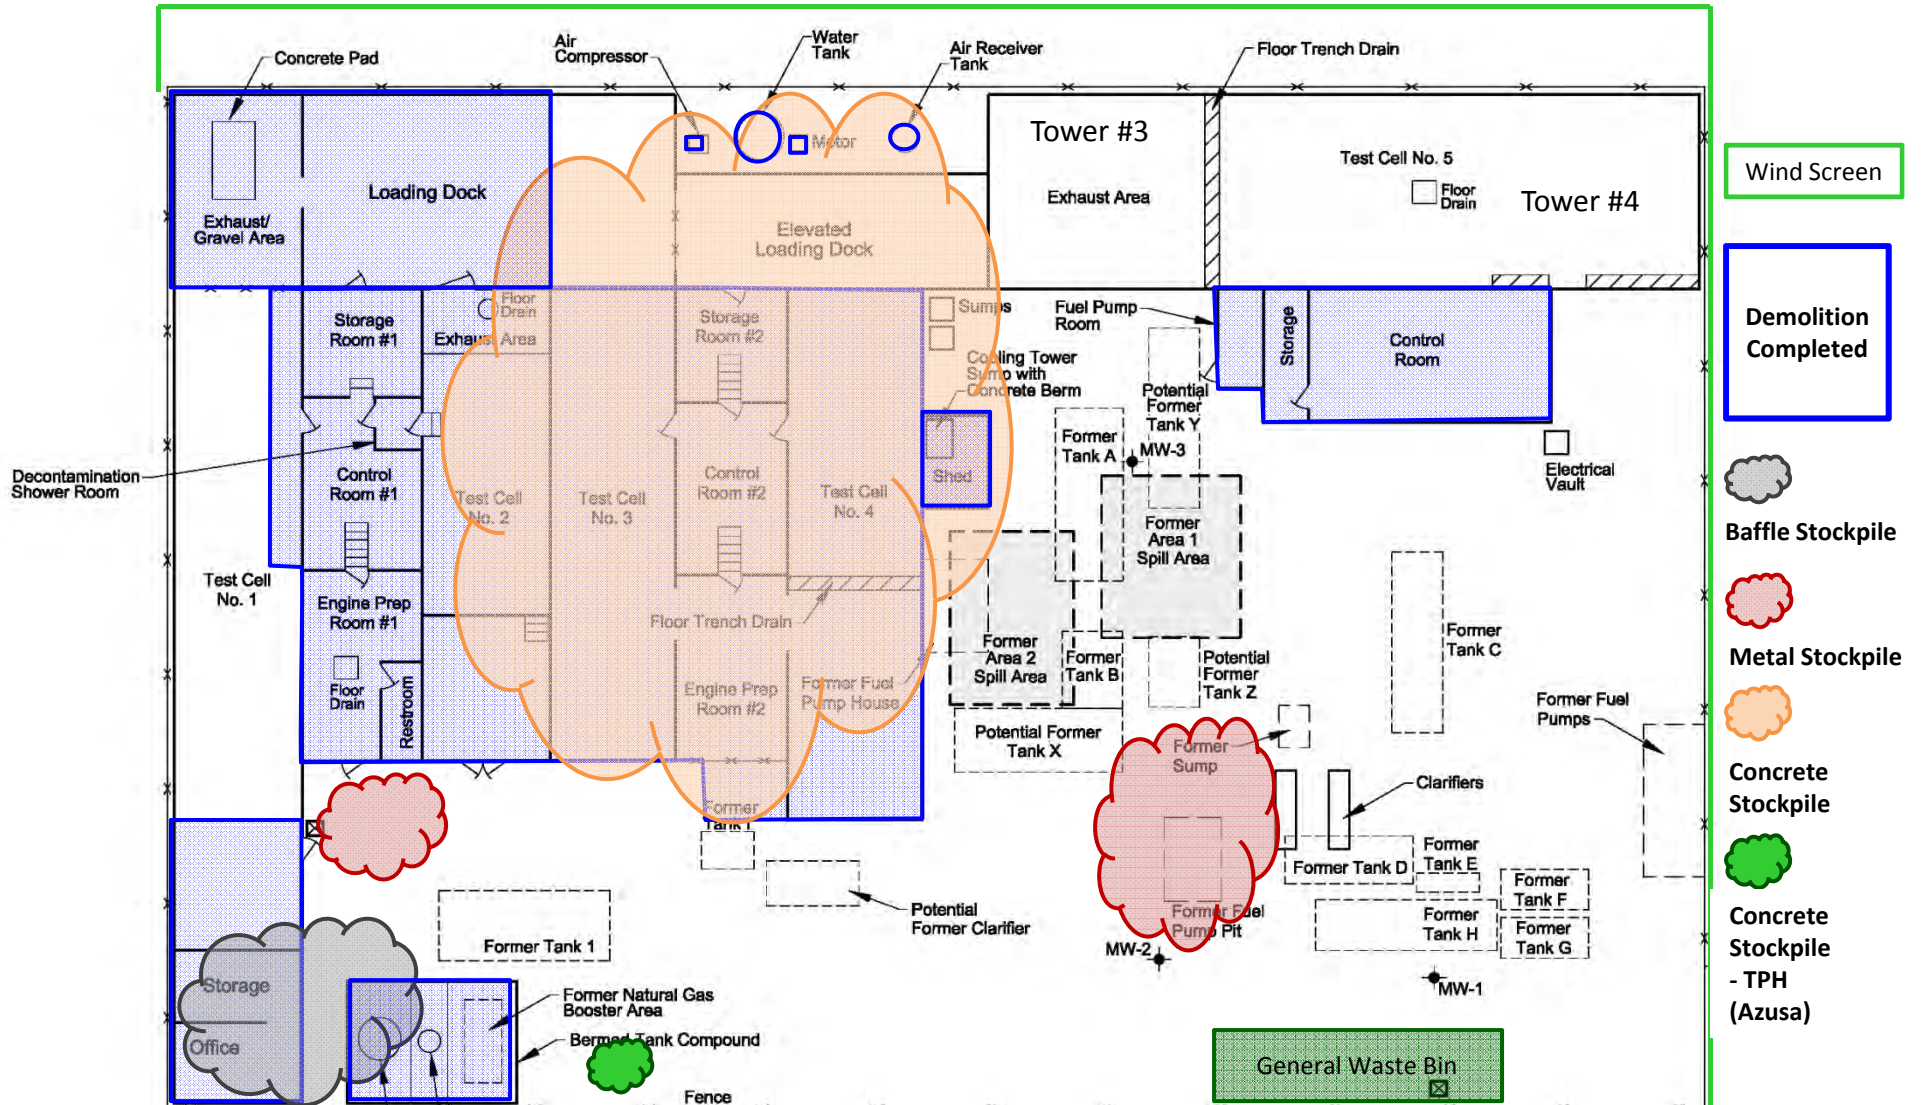 Concrete Pad
Air
Compressor
Water
Tank
Air Receiver
Tank
Floor Trench Drain
Tower #3
Test Cell No. 5
Motor
Loading Dock
Exhaust Area
Floor
Drain
Tower #4
Exhaust/
Gravel Area
Elevated
Loading Dock
Wind Screen
Demolition
Completed
Storage
Room #1
Floor
Drain
Exhaust Area
Storage
Room #2
Sumps
Fuel Pump
Room
Storage
Control
Room
Cooling Tower
Sump with
Concrete Berm
Potential
Former
Tank Y
Former
Tank A
MW-3
Decontamination
Shower Room
Control
Room #1
Test Cell
No. 2
Test Cell
No. 3
Control
Room #2
Test Cell
No. 4
Shed
Electrical
Vault
Former
Area 1
Spill Area
Baffle Stockpile
Test Cell
No. 1
Engine Prep
Room #1
Floor Trench Drain
Former
Area 2
Spill Area
Former
Tank B
Potential
Former
Tank Z
Former
Tank C
Metal Stockpile
Floor
Drain
Restroom
Engine Prep
Room #2
Former Fuel
Pump House
Potential Former
Tank X
Former
Sump
Former Fuel
Pumps
Concrete
Stockpile
Clarifiers
Former
Tank I
Former Tank D
Former
Tank E
Former
Tank F
Former
Tank G
Former
Tank H
Potential
Former Clarifier
Former Fuel
Pump Pit
MW-2
MW-1
Concrete
Stockpile
- TPH
(Azusa)
Former Tank 1
Storage
Office
Former Natural Gas
Booster Area
Bermed Tank Compound
Fence
General Waste Bin